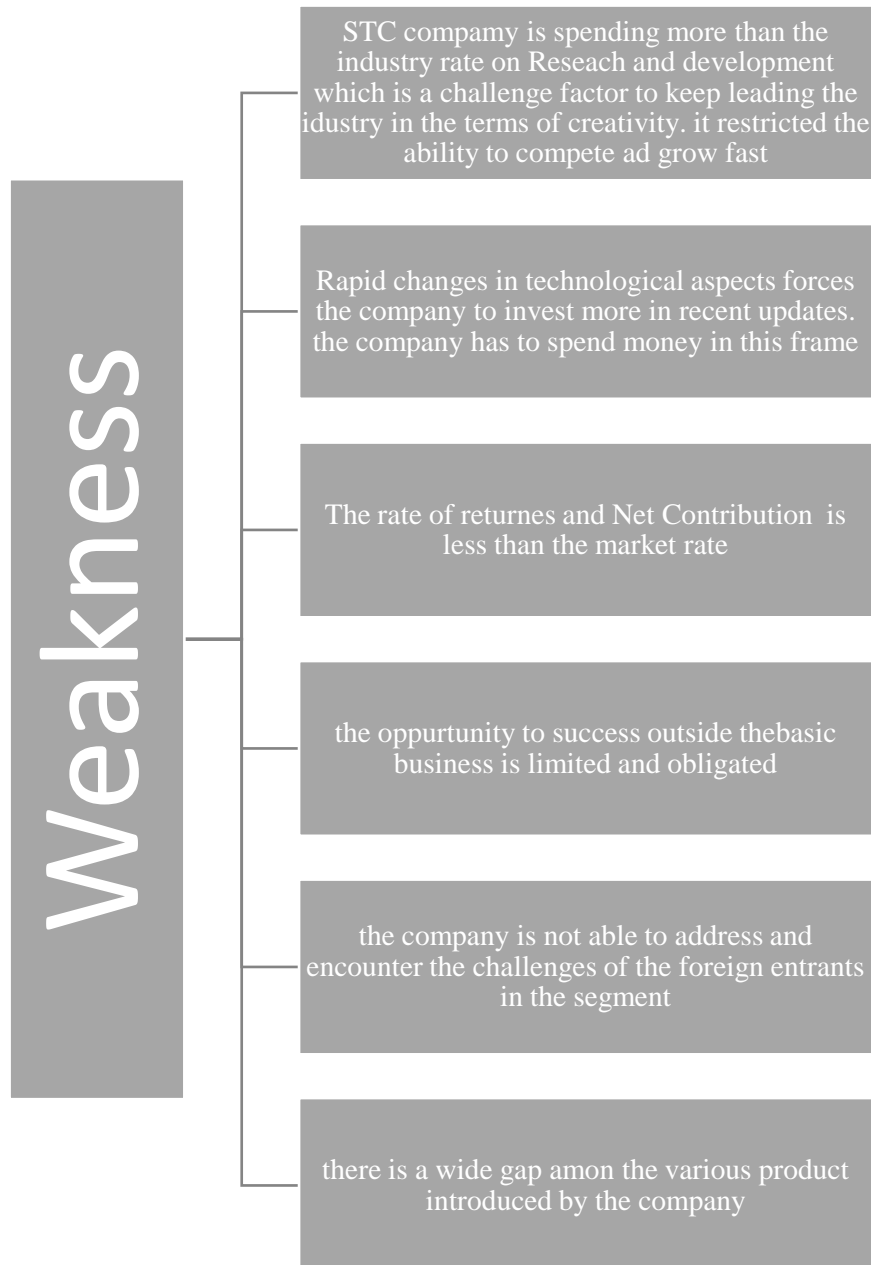 Weakness
STC compamy is spending more than the
industry rate on Reseach and development
which is a challenge factor to keep leading the
idustry in the terms of creativity. it restricted the
ability to compete ad grow fast
Rapid changes in technological aspects forces
the company to invest more in recent updates.
the company has to spend money in this frame
The rate of returnes and Net Contribution is
less than the market rate
the oppurtunity to success outside thebasic
business is limited and obligated
the company is not able to address and
encounter the challenges of the foreign entrants
in the segment
there is a wide gap amon the various product
introduced by the company